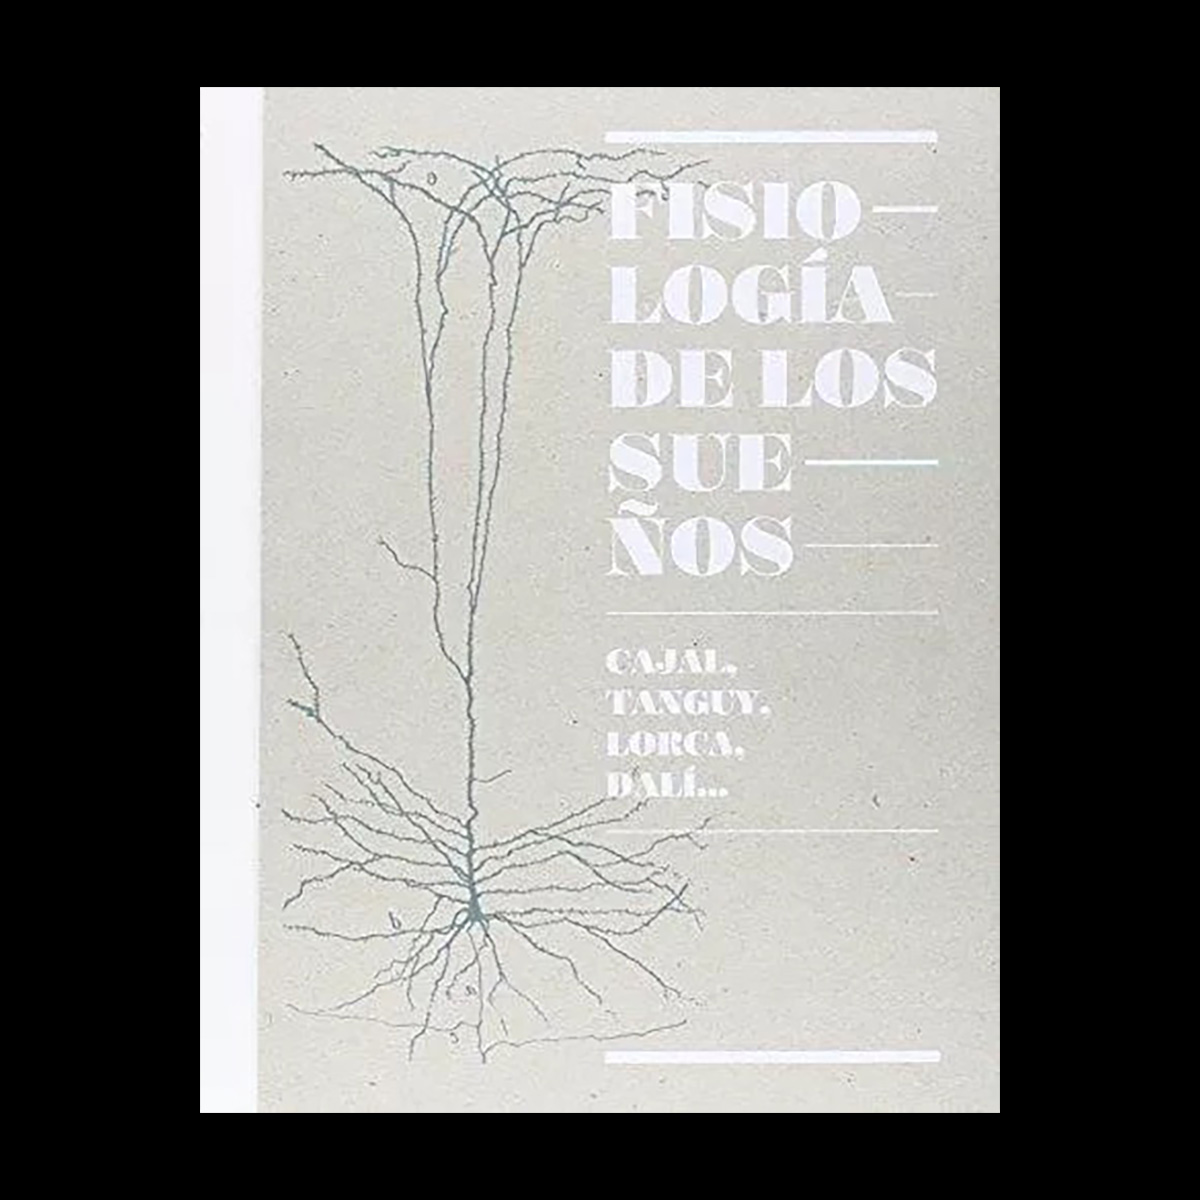 FISIO
LOGÍA
DE LOS
SUE
ÑOS
CAJAL,
TANGUY,
LORCA,
DALÍ...
b